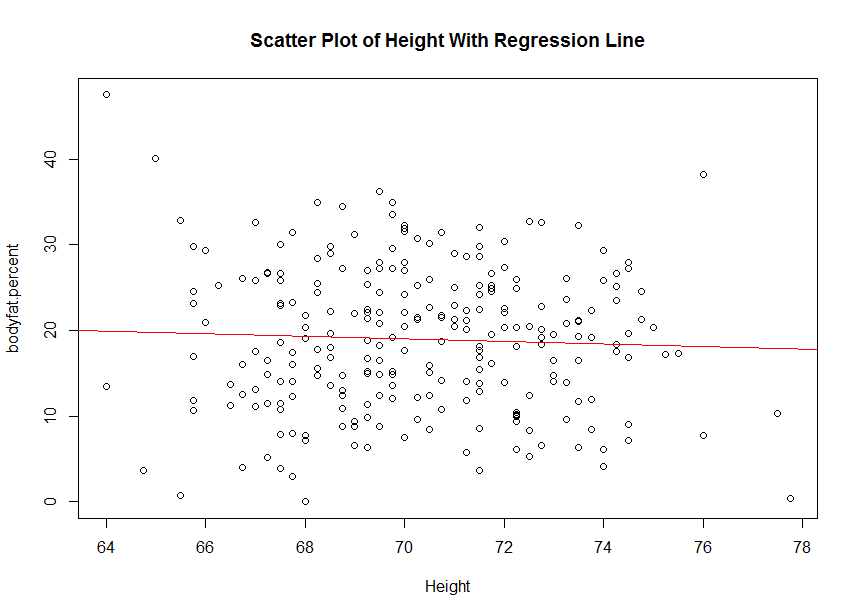 Scatter Plot of Height With Regression Line
bodyfat.percent
40
30
20
10
0
64 66 68 70 72 74 76 78
Height